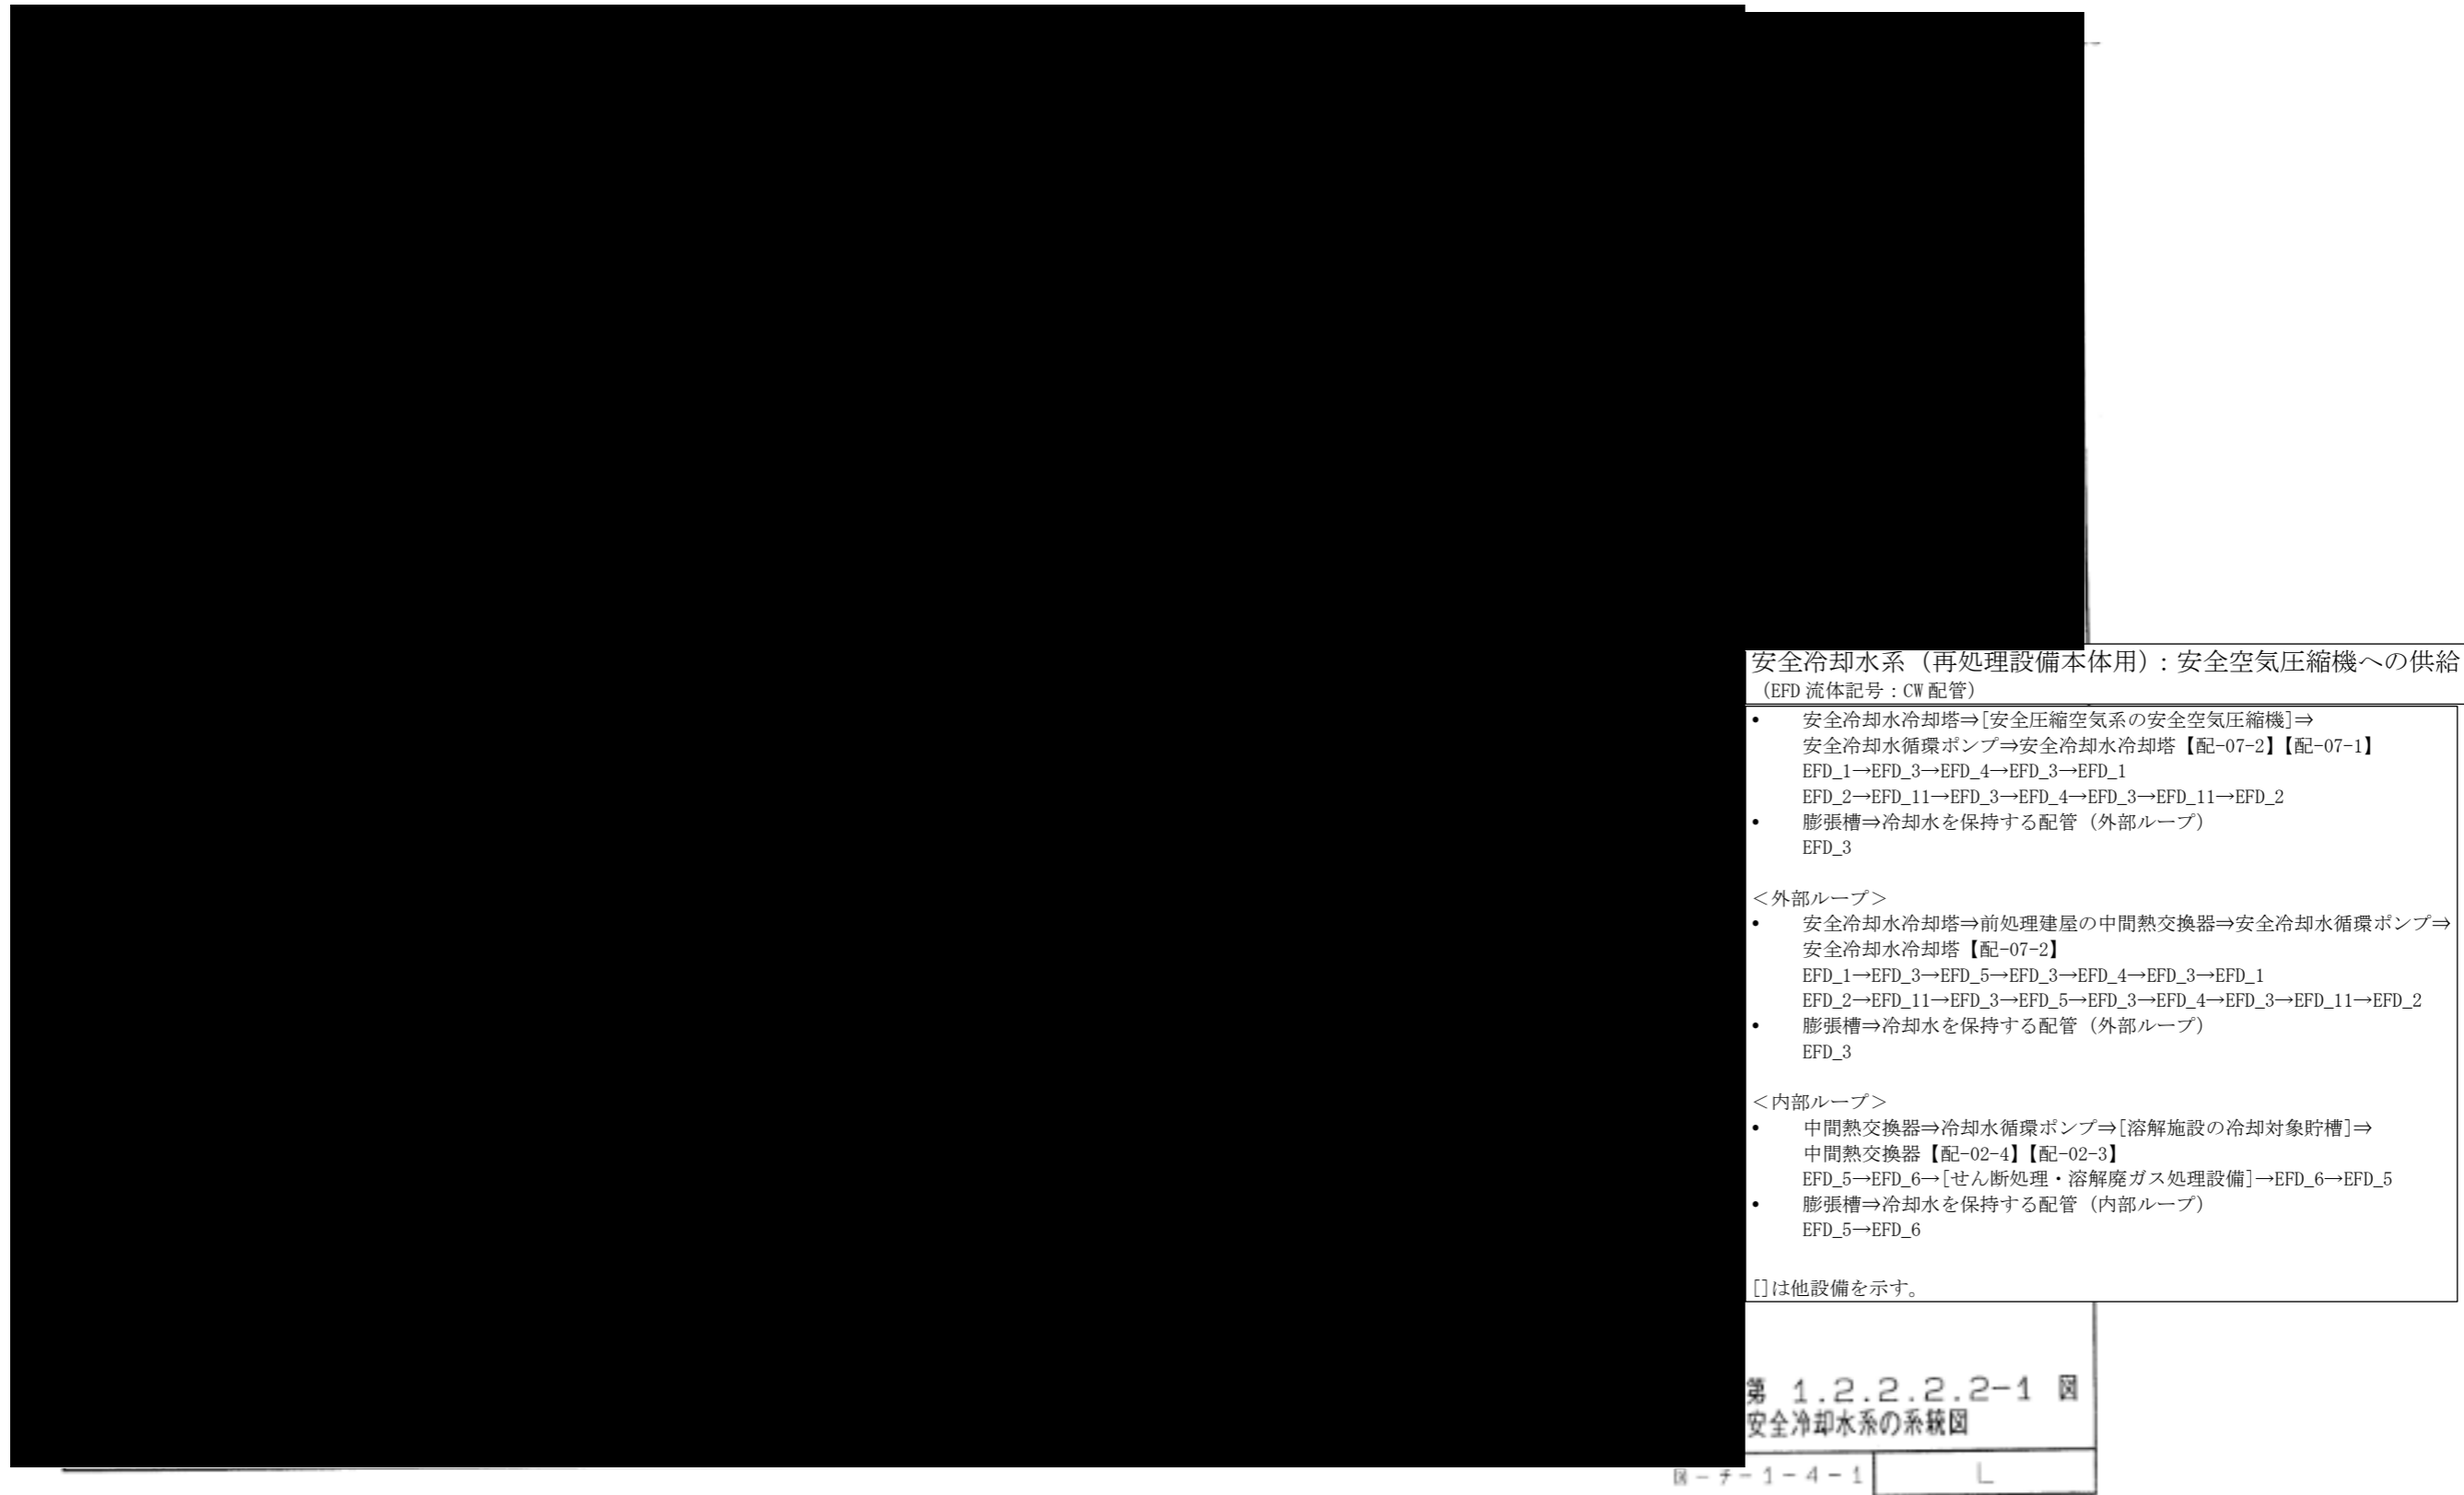 安全冷却水系（再処理設備本体用）：安全空気圧縮機への供給
（EFD 流体記号：CW 配管）
• 安全冷却水冷却塔⇒[安全圧縮空気系の安全空気圧縮機]⇒
安全冷却水循環ポンプ⇒安全冷却水冷却塔【配-07-2】【配-07-1】
EFD_1→EFD_3→EFD_4→EFD_3→EFD_1
EFD_2→EFD_11→EFD_3→EFD_4→EFD_3→EFD_11→EFD_2
• 膨張槽⇒冷却水を保持する配管（外部ループ）
EFD_3
＜外部ループ＞
• 安全冷却水冷却塔⇒前処理建屋の中間熱交換器⇒安全冷却水循環ポンプ⇒
安全冷却水冷却塔【配-07-2】
EFD_1→EFD_3→EFD_5→EFD_3→EFD_4→EFD_3→EFD_1
EFD_2→EFD_11→EFD_3→EFD_5→EFD_3→EFD_4→EFD_3→EFD_11→EFD_2
• 膨張槽⇒冷却水を保持する配管（外部ループ）
EFD_3
＜内部ループ＞
• 中間熱交換器⇒冷却水循環ポンプ⇒[溶解施設の冷却対象貯槽]⇒
中間熱交換器【配-02-4】【配-02-3】
EFD_5→EFD_6→[せん断処理・溶解廃ガス処理設備]→EFD_6→EFD_5
• 膨張槽⇒冷却水を保持する配管（内部ループ）
EFD_5→EFD_6
[]は他設備を示す。
第 1.2.2.2.2-1 図
安全冷却水系の系統図
図-チ-1-4-1 L